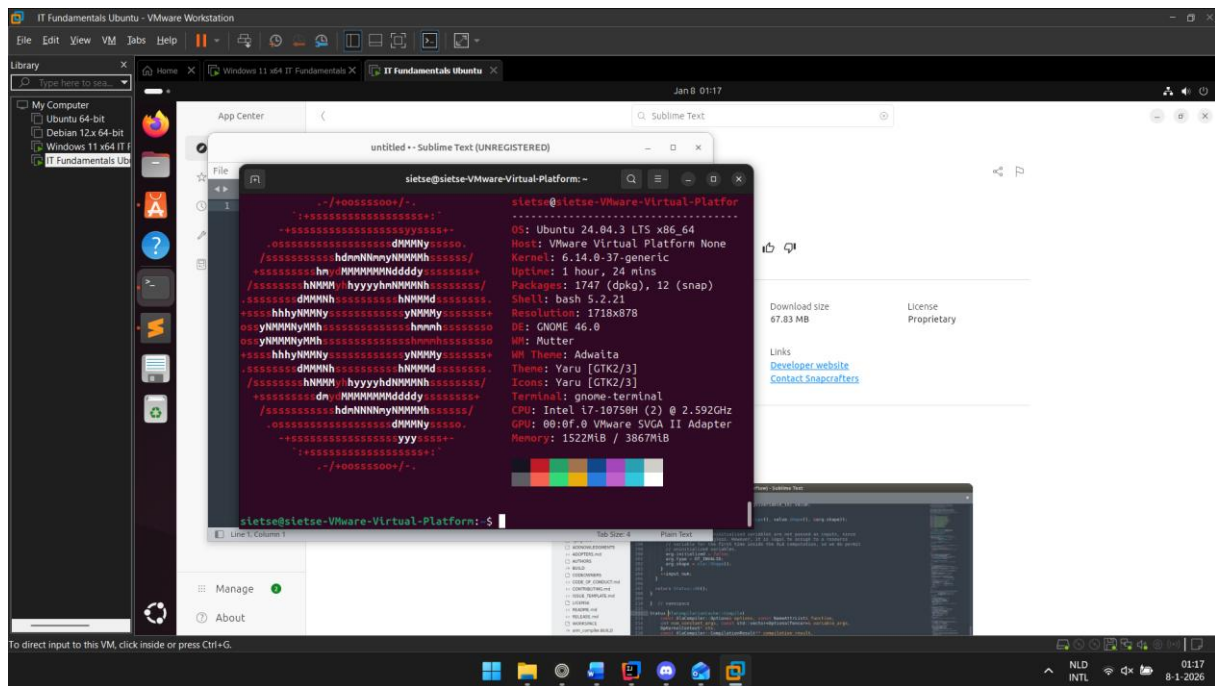 IT Fundamentals Ubuntu - VMware Workstation
File Edit View VM Tabs Help
Library
Type here to sea...
My Computer
Ubuntu 64-bit
Debian 12.x 64-bit
Windows 11 x64 IT F
IT Fundamentals Ub
Home
Windows 11 x64 IT Fundamentals
IT Fundamentals Ubuntu
Jan 8 01:17
App Center
Sublime Text
untitled • - Sublime Text (UNREGISTERED)
File
1
sietse@sietse-VMware-Virtual-Platform: ~
sietse@sietse-VMware-Virtual-Platfor
------------------------------------
OS: Ubuntu 24.04.3 LTS x86_64
Host: VMware Virtual Platform None
Kernel: 6.14.0-37-generic
Uptime: 1 hour, 24 mins
Packages: 1747 (dpkg), 12 (snap)
Shell: bash 5.2.21
Resolution: 1718x878
DE: GNOME 46.0
WM: Mutter
WM Theme: Adwaita
Theme: Yaru [GTK2/3]
Icons: Yaru [GTK2/3]
Terminal: gnome-terminal
CPU: Intel i7-10750H (2) @ 2.592GHz
GPU: 00:0f.0 VMware SVGA II Adapter
Memory: 1522MiB / 3867MiB
sietse@sietse-VMware-Virtual-Platform:~$
Line 1, Column 1
Tab Size: 4
Plain Text
Download size
67.83 MB
License
Proprietary
Links
Developer website
Contact Snapcrafters
Manage 2
About
To direct input to this VM, click inside or press Ctrl+G.
NLD
INTL
01:17
8-1-2026